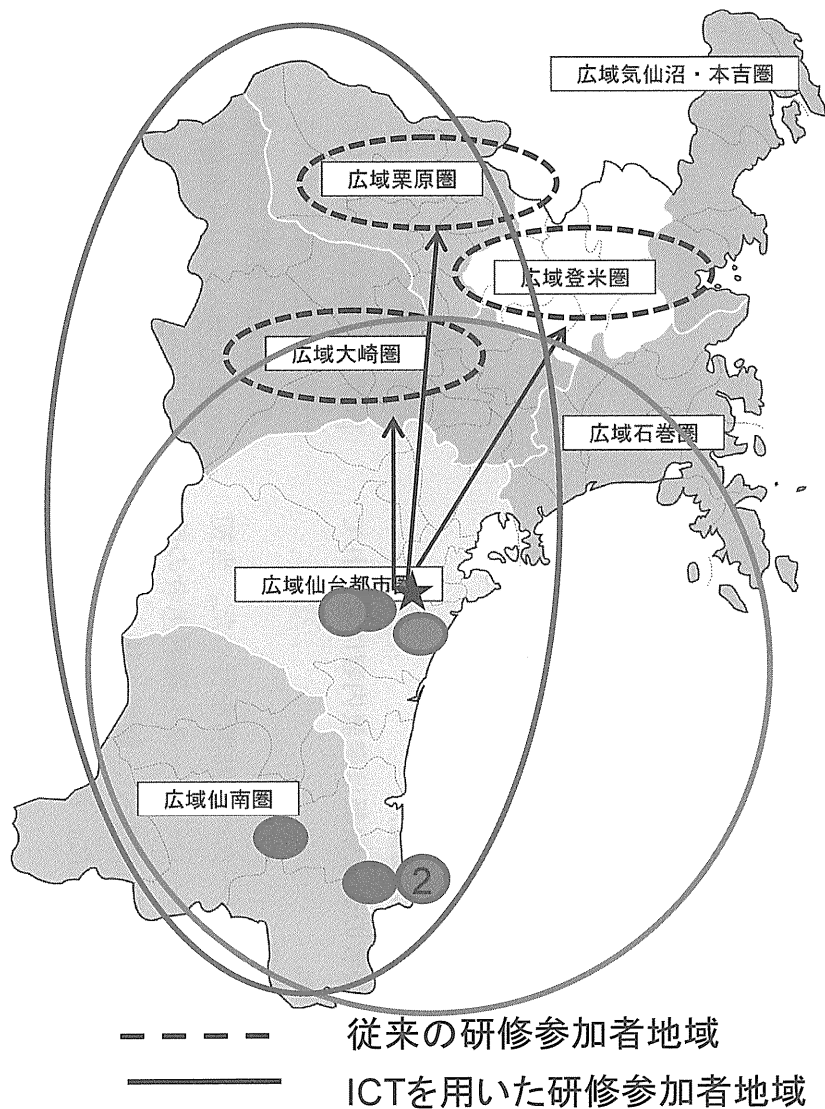 広域気仙沼・本吉圏
広域栗原圏
広域登米圏
広域大崎圏
広域石巻圏
広域仙台都市圏
広域仙南圏
2
従来の研修参加者地域
ICTを用いた研修参加者地域